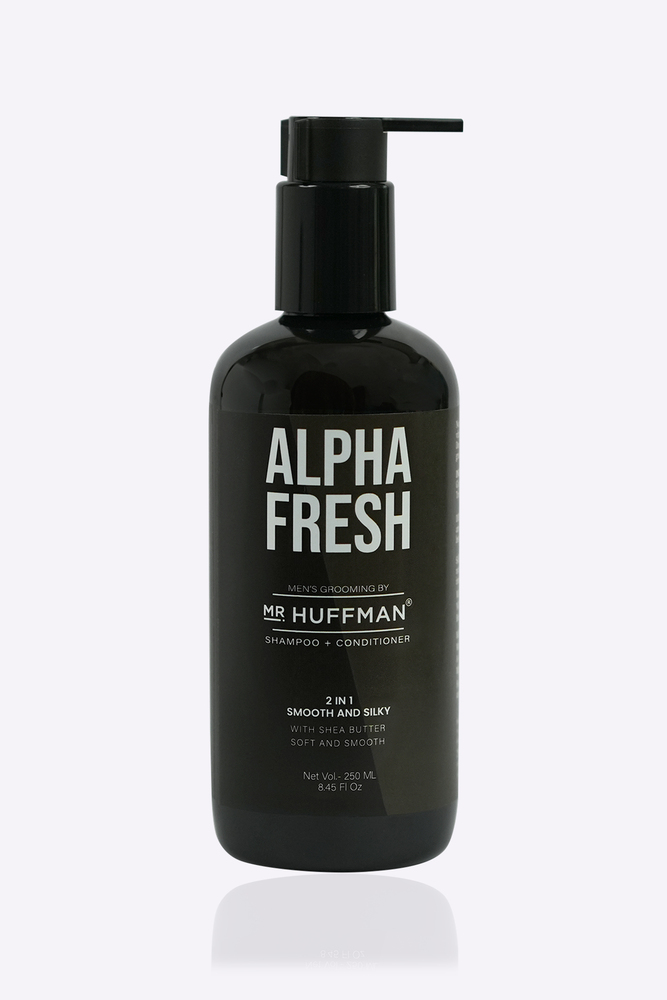 ALPHA
FRESH
MEN'S GROOMING BY
MR. HUFFMAN®
SHAMPOO + CONDITIONER
2 IN 1
SMOOTH AND SILKY
WITH SHEA BUTTER
SOFT AND SMOOTH
Net Vol.- 250 ML
8.45 Fl Oz